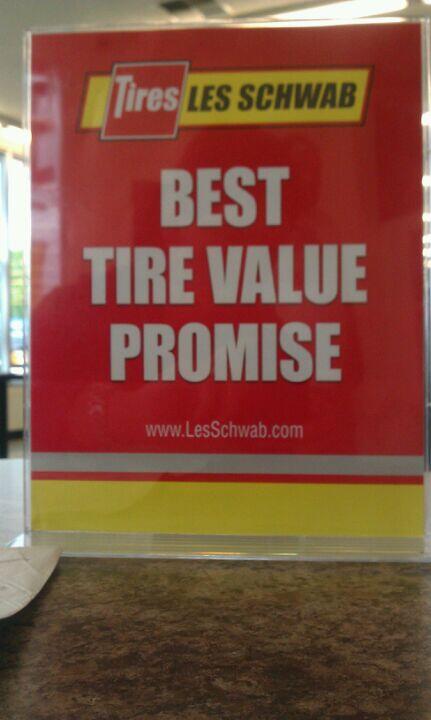 Tires LES SCHWAB
BEST
TIRE VALUE
PROMISE
www.LesSchwab.com